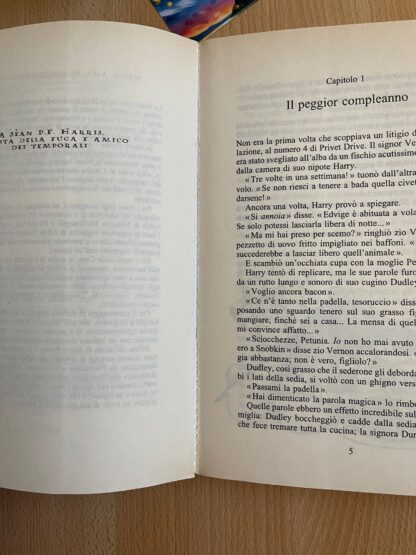 A SEAN P.F. HARRIS,
STA DELLA FUGA E AMICO
DEI TEMPORALI
Capitolo 1
Il peggior compleanno
Non era la prima volta che scoppiava un litigio d
lazione, al numero 4 di Privet Drive. Il signor Ve
era stato svegliato all'alba da un fischio acutissimo
dalla camera di suo nipote Harry.
«Tre volte in una settimana!» tuonò dall'altra
volo. «Se non riesci a tenere a bada quella cive
darsene!»
Ancora una volta, Harry provò a spiegare.
«Si annoia» disse. «Edvige è abituata a vola
Se solo potessi lasciarla libera di notte...»
«Ma mi hai preso per scemo?» ringhiò zio V
pezzetto di uovo fritto impigliato nei baffoni. «
succederebbe a lasciar libero quell'animale».
E scambiò un'occhiata cupa con la moglie Pe
Harry tentò di replicare, ma le sue parole furo
da un rutto lungo e sonoro di suo cugino Dudley
«Voglio ancora bacon».
«Ce n'è tanto nella padella, tesoruccio» diss
posando uno sguardo tenero sul suo grasso fig
mangiare, finché sei a casa... La mensa di quel
mi convince affatto...»
«Sciocchezze, Petunia. Io non ho mai avuto
ero a Snobkin» disse zio Vernon accalorandosi. «
gia abbastanza; non è vero, figliolo?»
Dudley, così grasso che il sederone gli deborda
bi i lati della sedia, si voltò con un ghigno verso
«Passami la padella».
«Hai dimenticato la parola magica» lo rimbe
Quelle parole ebbero un effetto incredibile sul
miglia: Dudley boccheggiò e cadde dalla sedia
che fece tremare tutta la cucina; la signora Dur
5